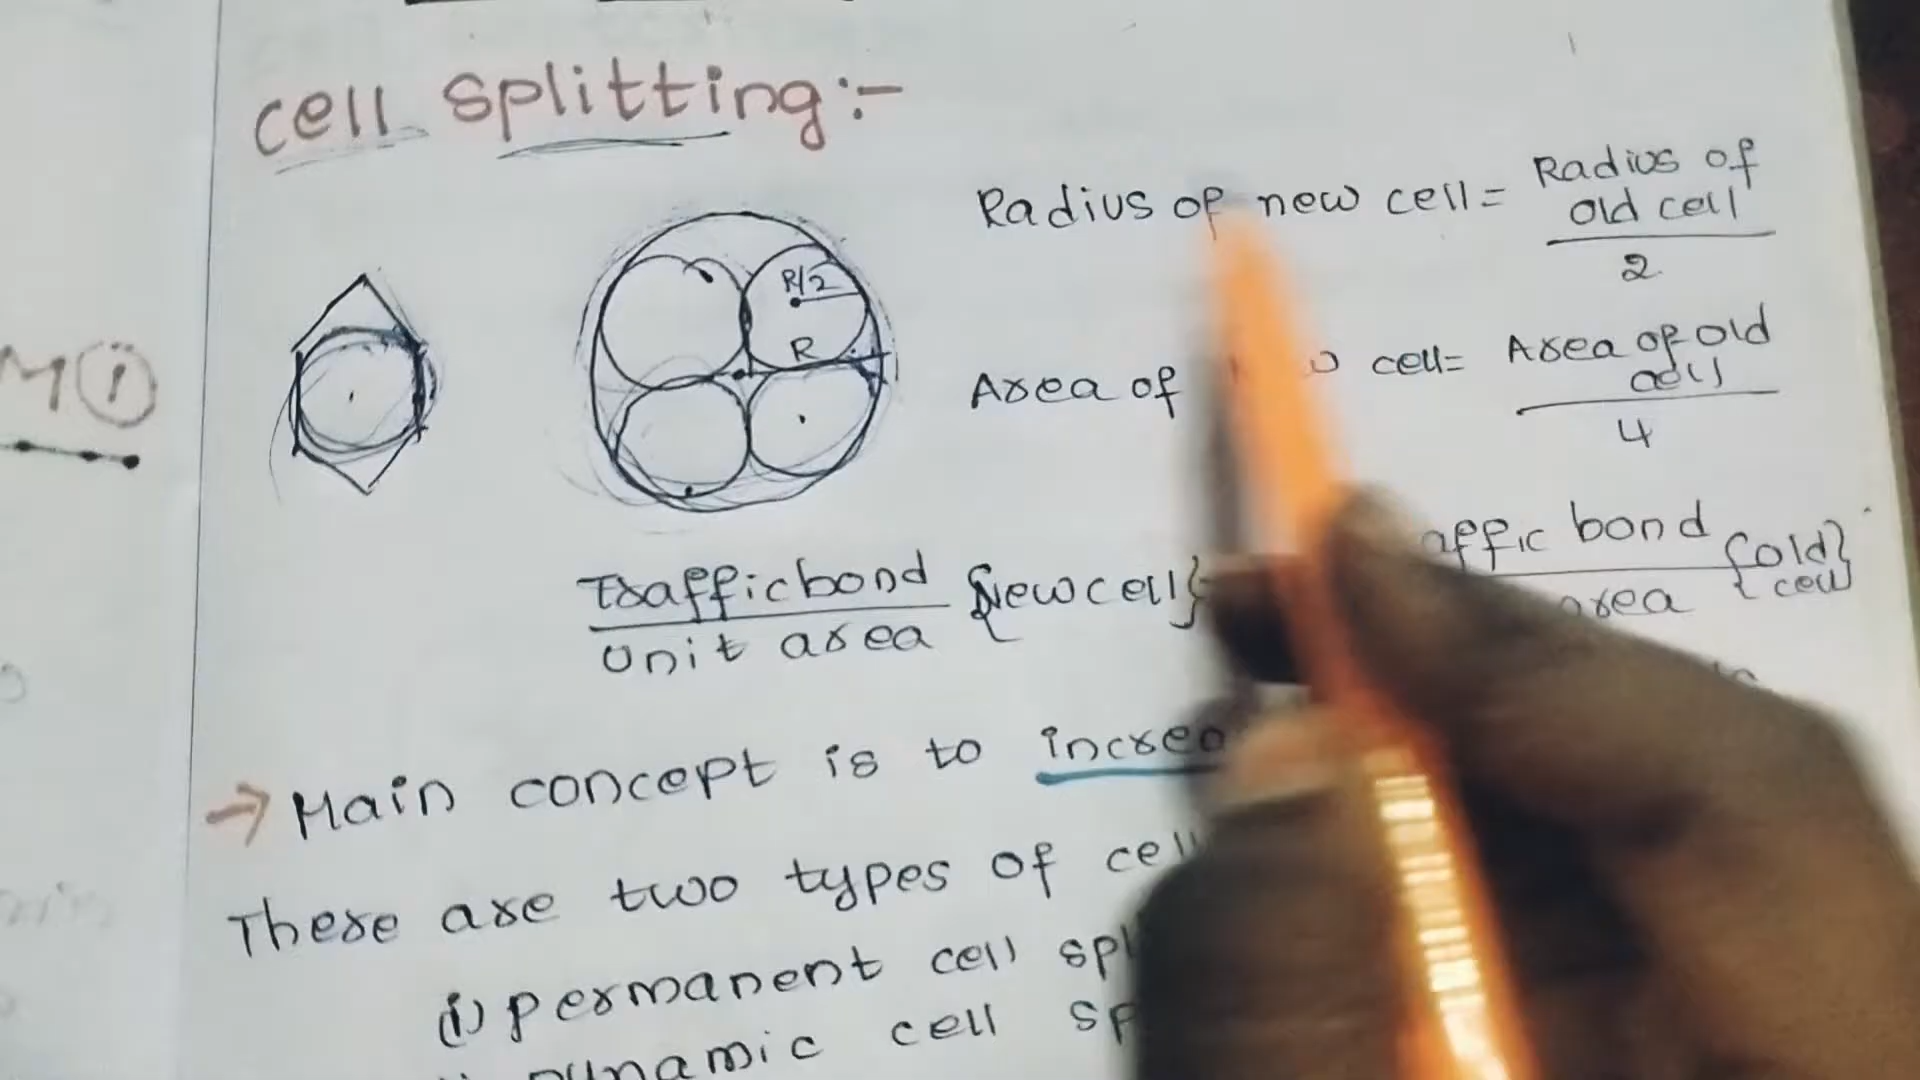 cell splitting:-
Radius of new cell = Radius of
old cell
2
R/2
R
M ①
Area of cell = Area of old
cell
4
Traffic bond {New cell} bond {old
Unit area area cell}
→ Main concept is to
There are two types of
(i) permanent cell
cell